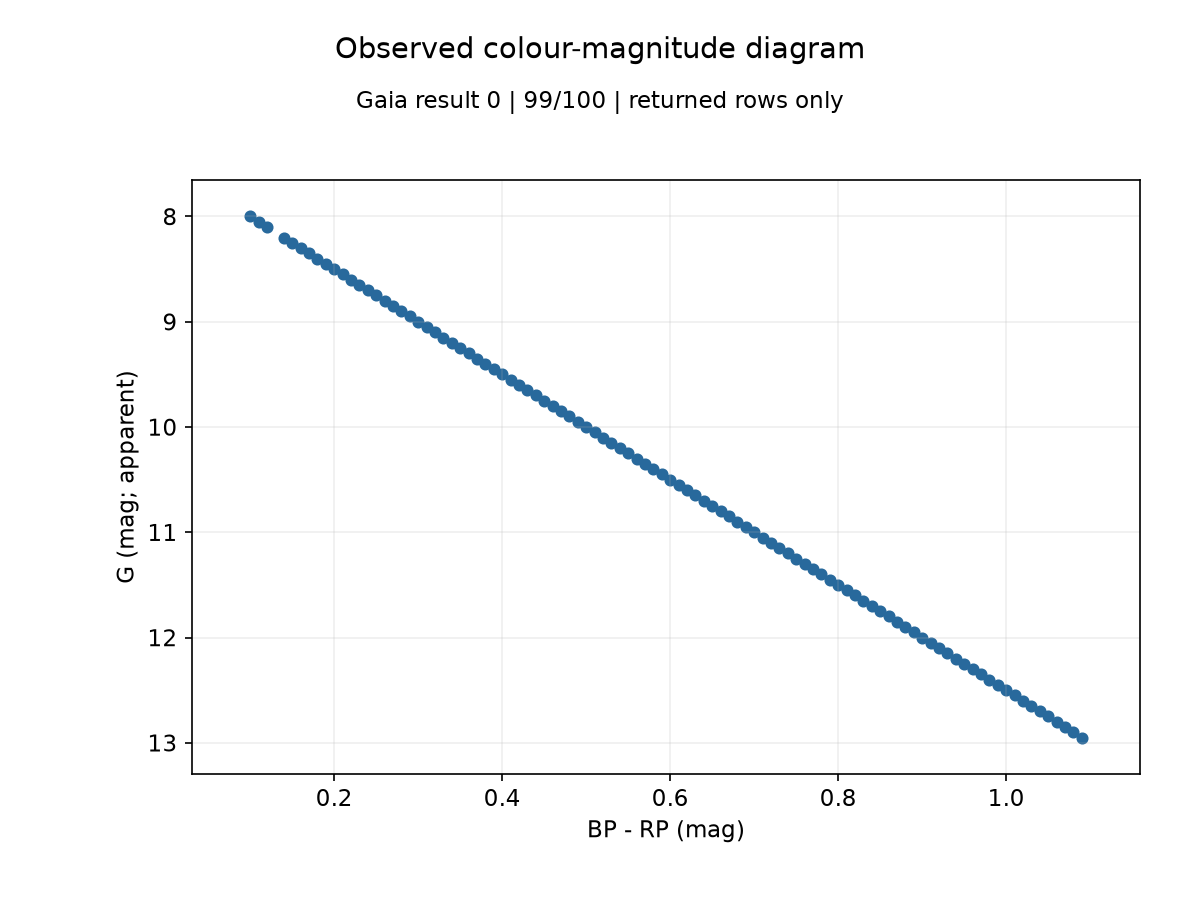 Observed colour-magnitude diagram
Gaia result 0 | 99/100 | returned rows only
G (mag; apparent)
8
9
10
11
12
13
0.2 0.4 0.6 0.8 1.0
BP - RP (mag)